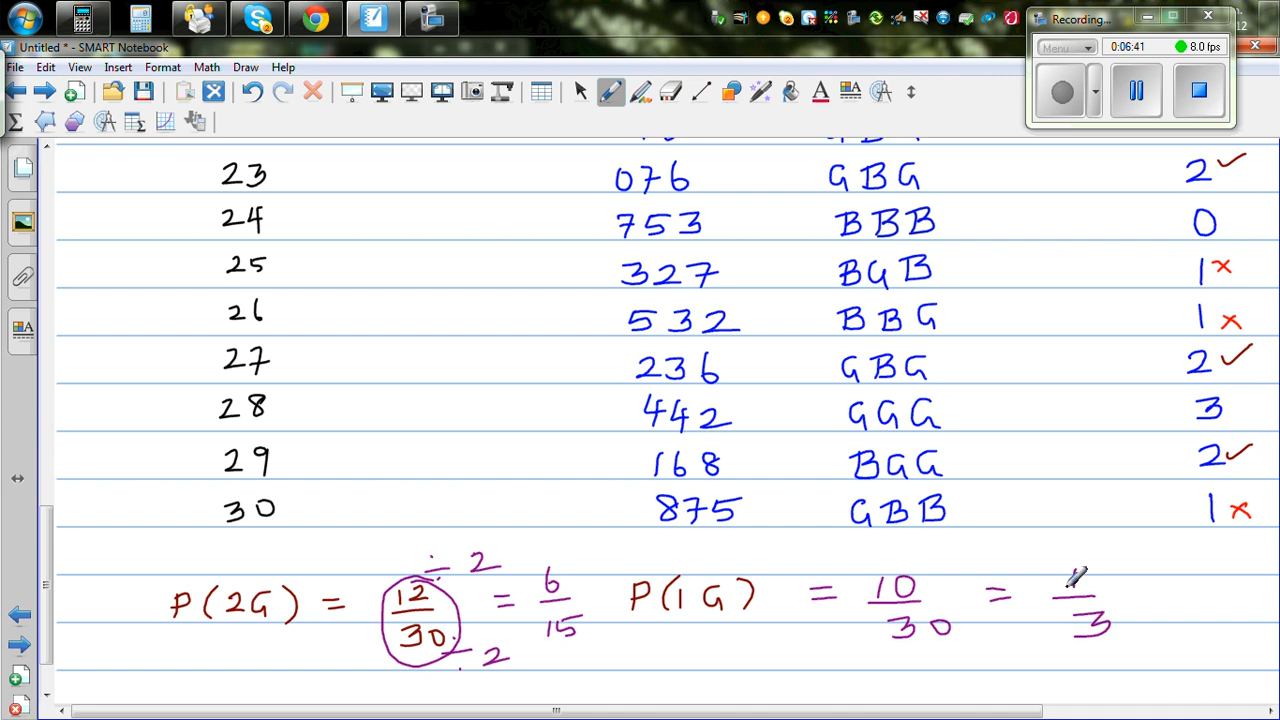 12
Recording...
Untitled * - SMART Notebook
Menu
0:06:41
8.0 fps
File Edit View Insert Format Math Draw Help
23 076 GBG 2 ✓
24 753 BBB 0
25 327 BGB 1 ×
26 532 BBG 1 ×
27 236 GBG 2 ✓
28 442 GGG 3
29 168 BGG 2 ✓
30 875 GBB 1 ×
P(2G) = 12/30 ÷2 ÷2 = 6/15 P(1G) = 10/30 = 1/3